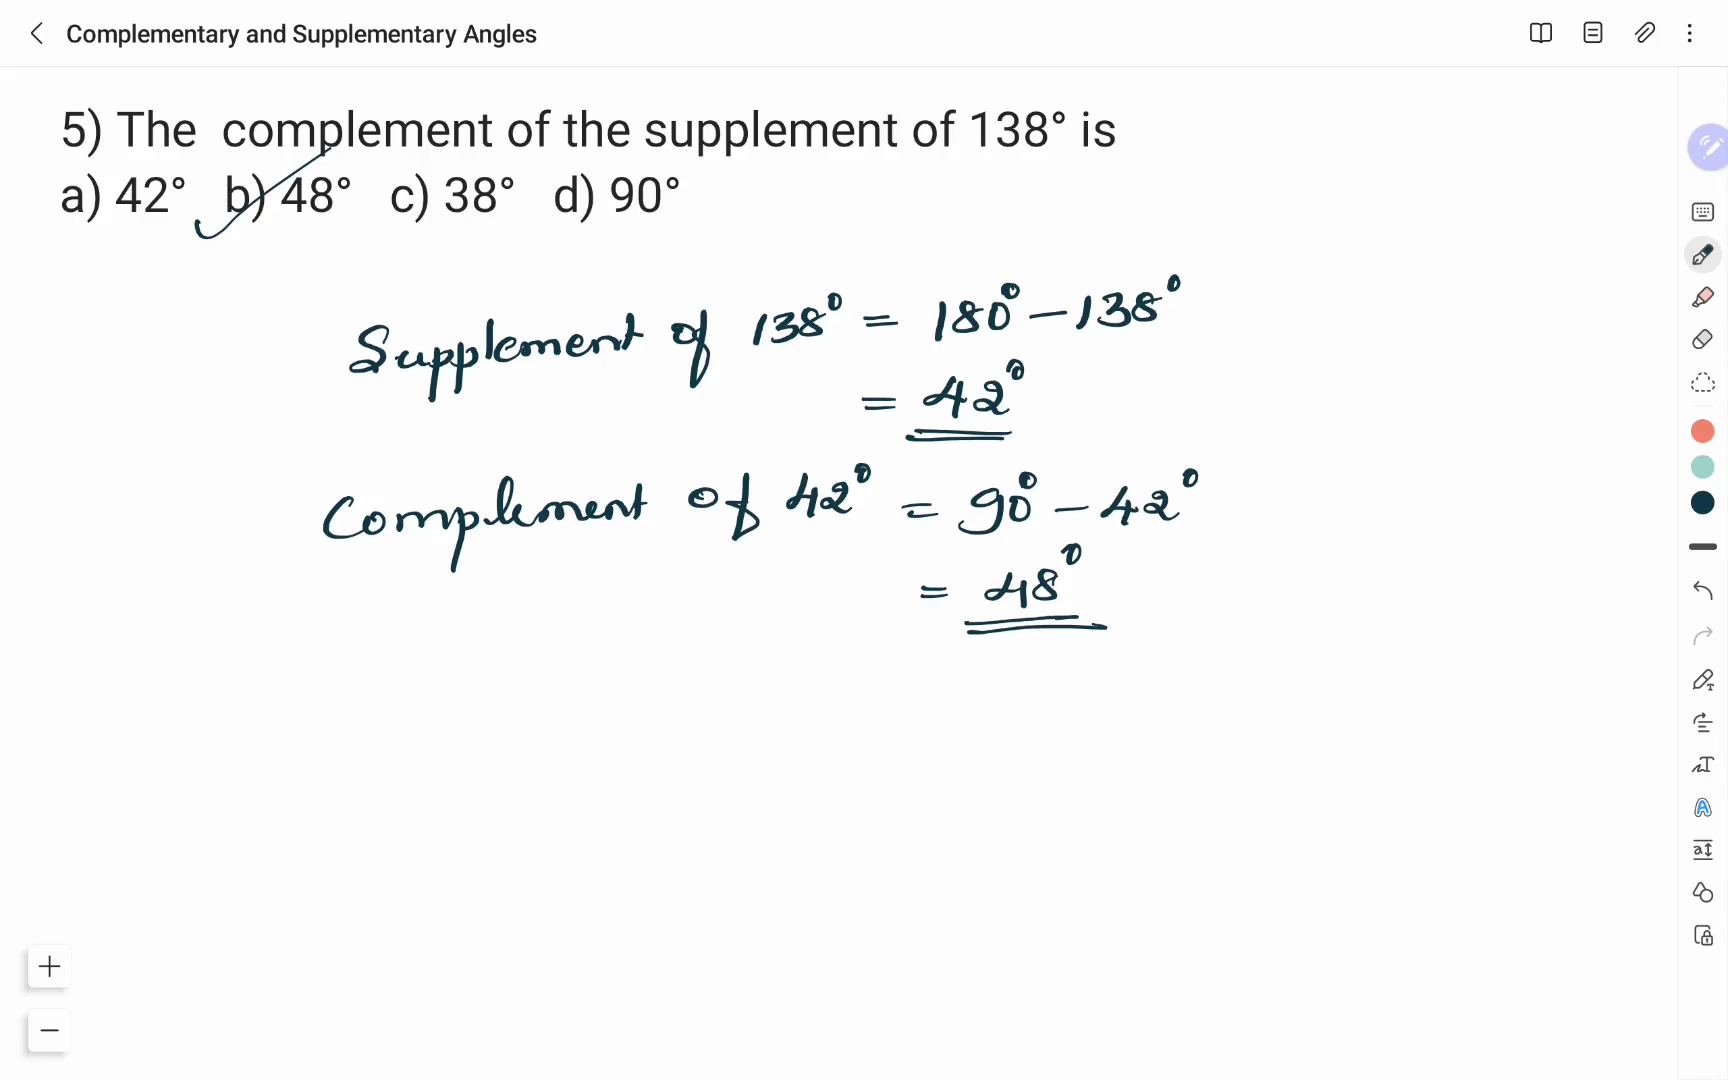 Complementary and Supplementary Angles
5) The complement of the supplement of 138° is
a) 42° b) 48° c) 38° d) 90°
Supplement of 138° = 180° - 138°
= 42°
Complement of 42° = 90° - 42°
= 48°